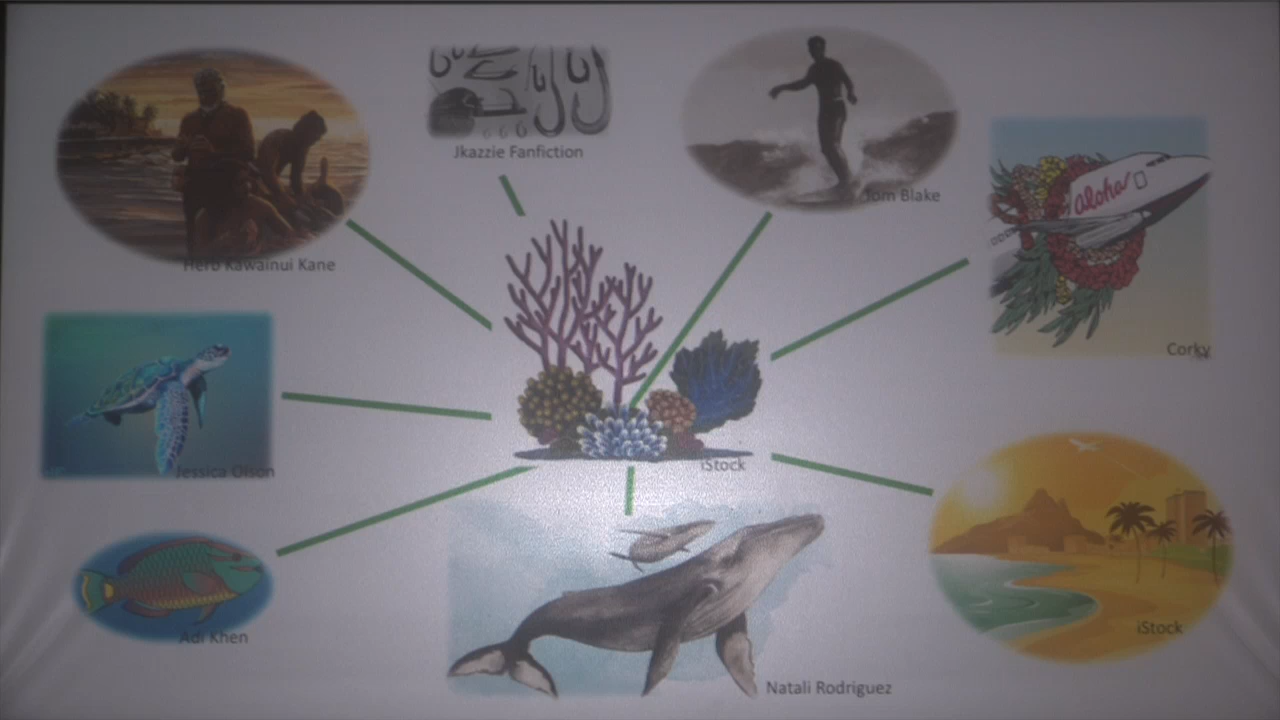 Jkazzie Fanfiction
Tom Blake
Aloha
Herb Kawainui Kane
Corky
Jessica Olson
iStock
Adi Khen
iStock
Natali Rodriguez